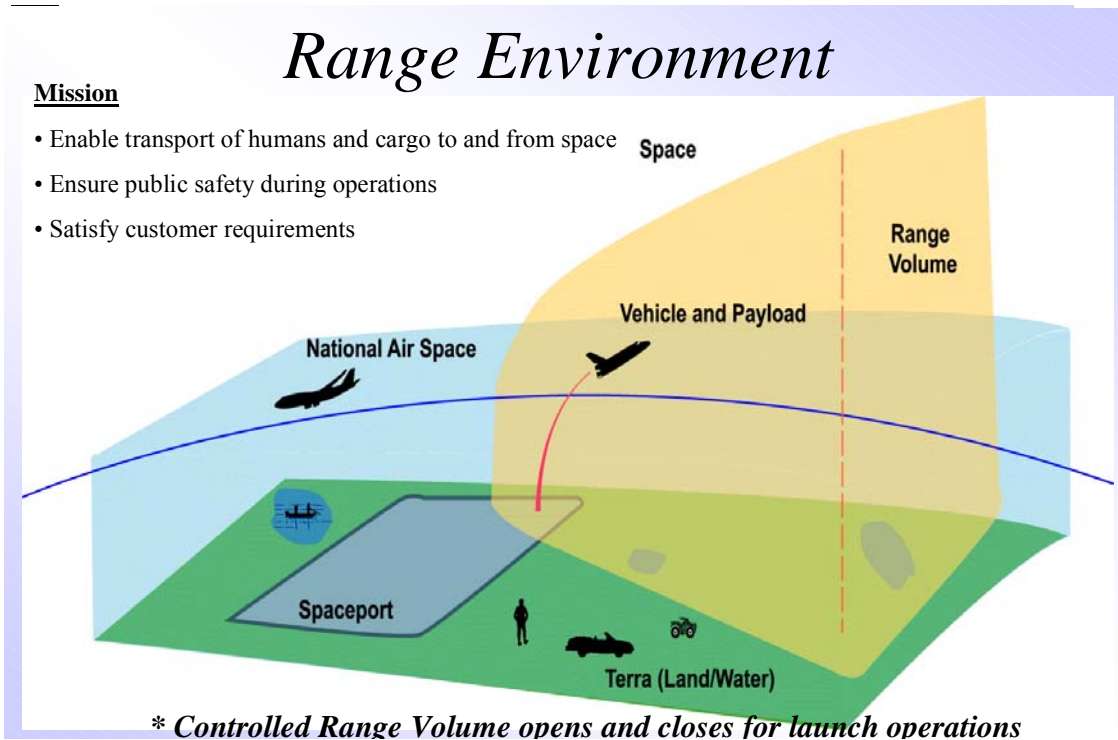 Range Environment
Mission
• Enable transport of humans and cargo to and from space
• Ensure public safety during operations
• Satisfy customer requirements
Space
Range
Volume
Vehicle and Payload
National Air Space
Spaceport
Terra (Land/Water)
* Controlled Range Volume opens and closes for launch operations